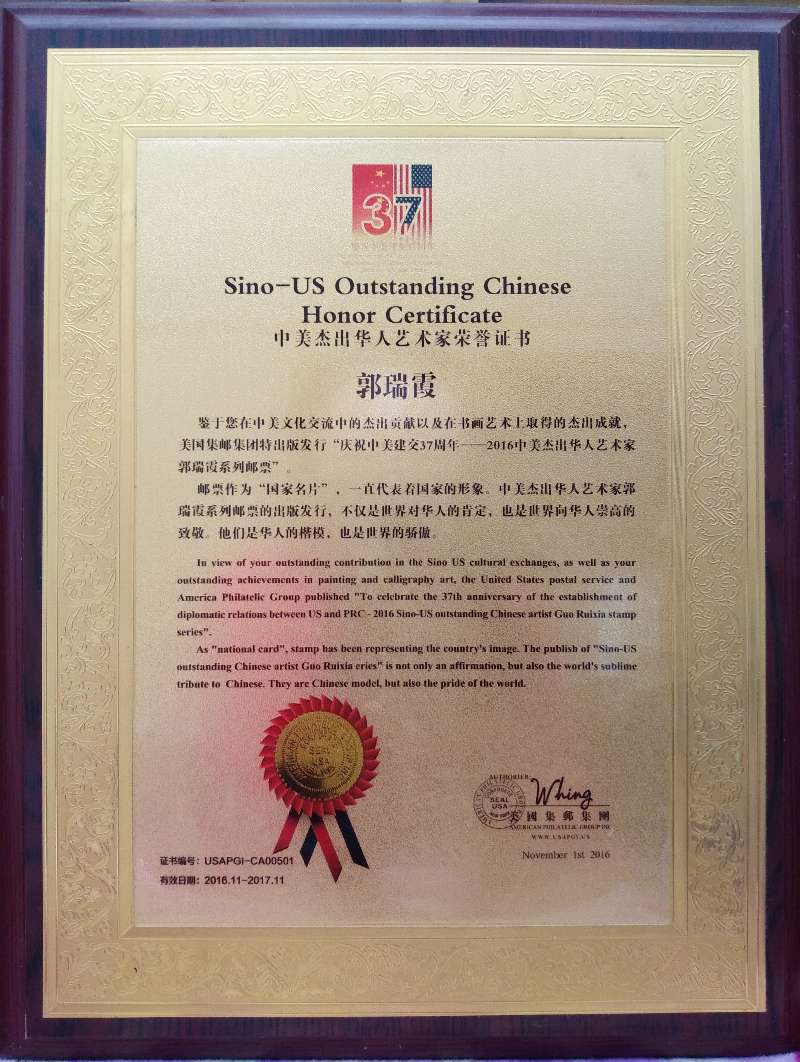 37
Sino-US Outstanding Chinese
Honor Certificate
中美杰出华人艺术家荣誉证书
郭瑞霞
鉴于您在中美文化交流中的杰出贡献以及在书画艺术上取得的杰出成就，
美国集邮集团特出版发行“庆祝中美建交37周年——2016中美杰出华人艺术家
郭瑞霞系列邮票”。
邮票作为“国家名片”，一直代表着国家的形象。中美杰出华人艺术家郭
瑞霞系列邮票的出版发行，不仅是世界对华人的肯定，也是世界向华人崇高的
致敬。他们是华人的楷模，也是世界的骄傲。
In view of your outstanding contribution in the Sino US cultural exchanges, as well as your
outstanding achievements in painting and calligraphy art, the United States postal service and
America Philatelic Group published "To celebrate the 37th anniversary of the establishment of
diplomatic relations between US and PRC - 2016 Sino-US outstanding Chinese artist Guo Ruixia stamp
series".
As "national card", stamp has been representing the country's image. The publish of "Sino-US
outstanding Chinese artist Guo Ruixia eries" is not only an affirmation, but also the world's sublime
tribute to Chinese. They are Chinese model, but also the pride of the world.
SEAL
USA
AUTHORIER:
Whing
SEAL
USA
美國集郵集團
AMERICAN PHILATELIC GROUP INC
WWW.USAPGY.US
November 1st 2016
证书编号：USAPGI-CA00501
有效日期：2016.11-2017.11